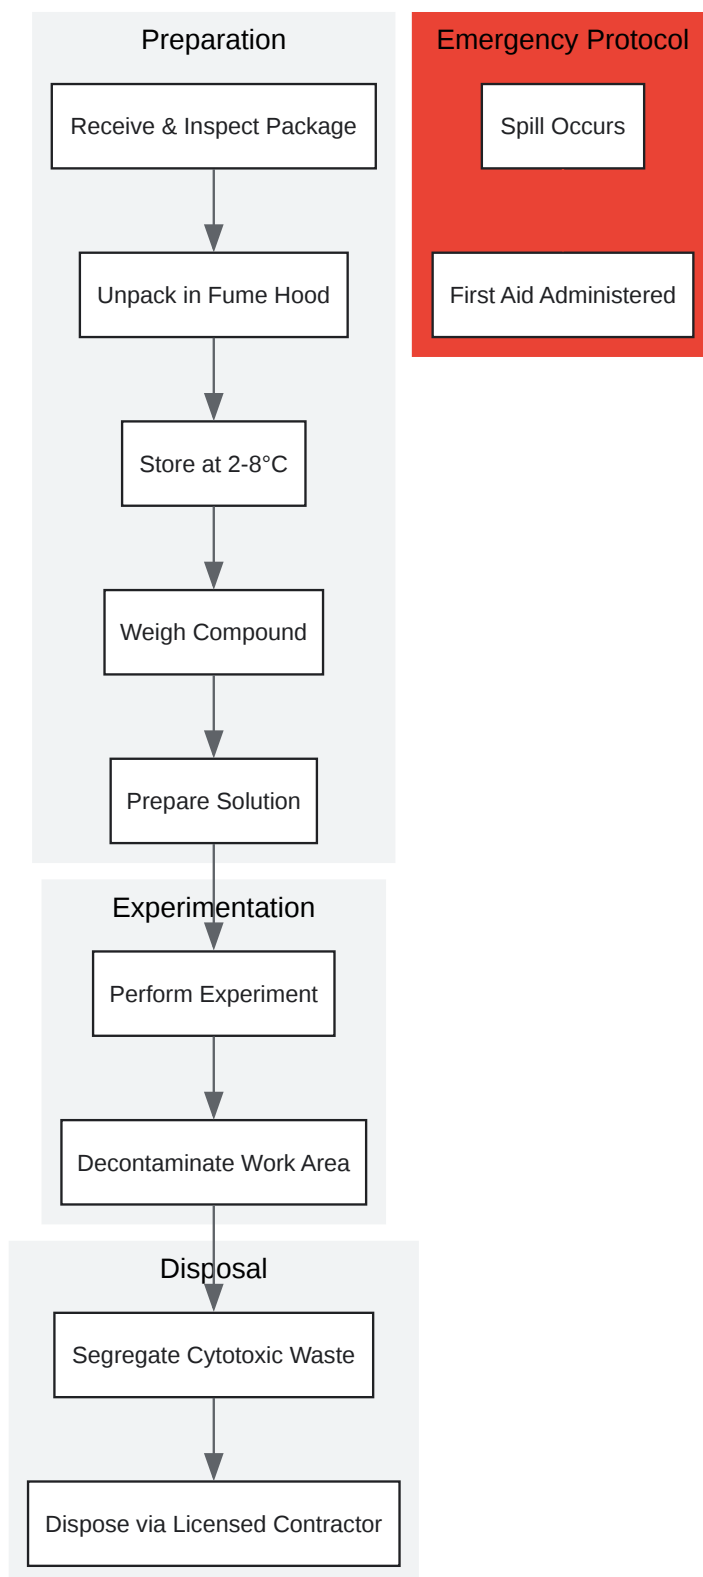 Preparation
Receive & Inspect Package
Unpack in Fume Hood
Store at 2-8°C
Weigh Compound
Prepare Solution
Experimentation
Perform Experiment
Decontaminate Work Area
Disposal
Segregate Cytotoxic Waste
Dispose via Licensed Contractor
Emergency Protocol
Spill Occurs
First Aid Administered